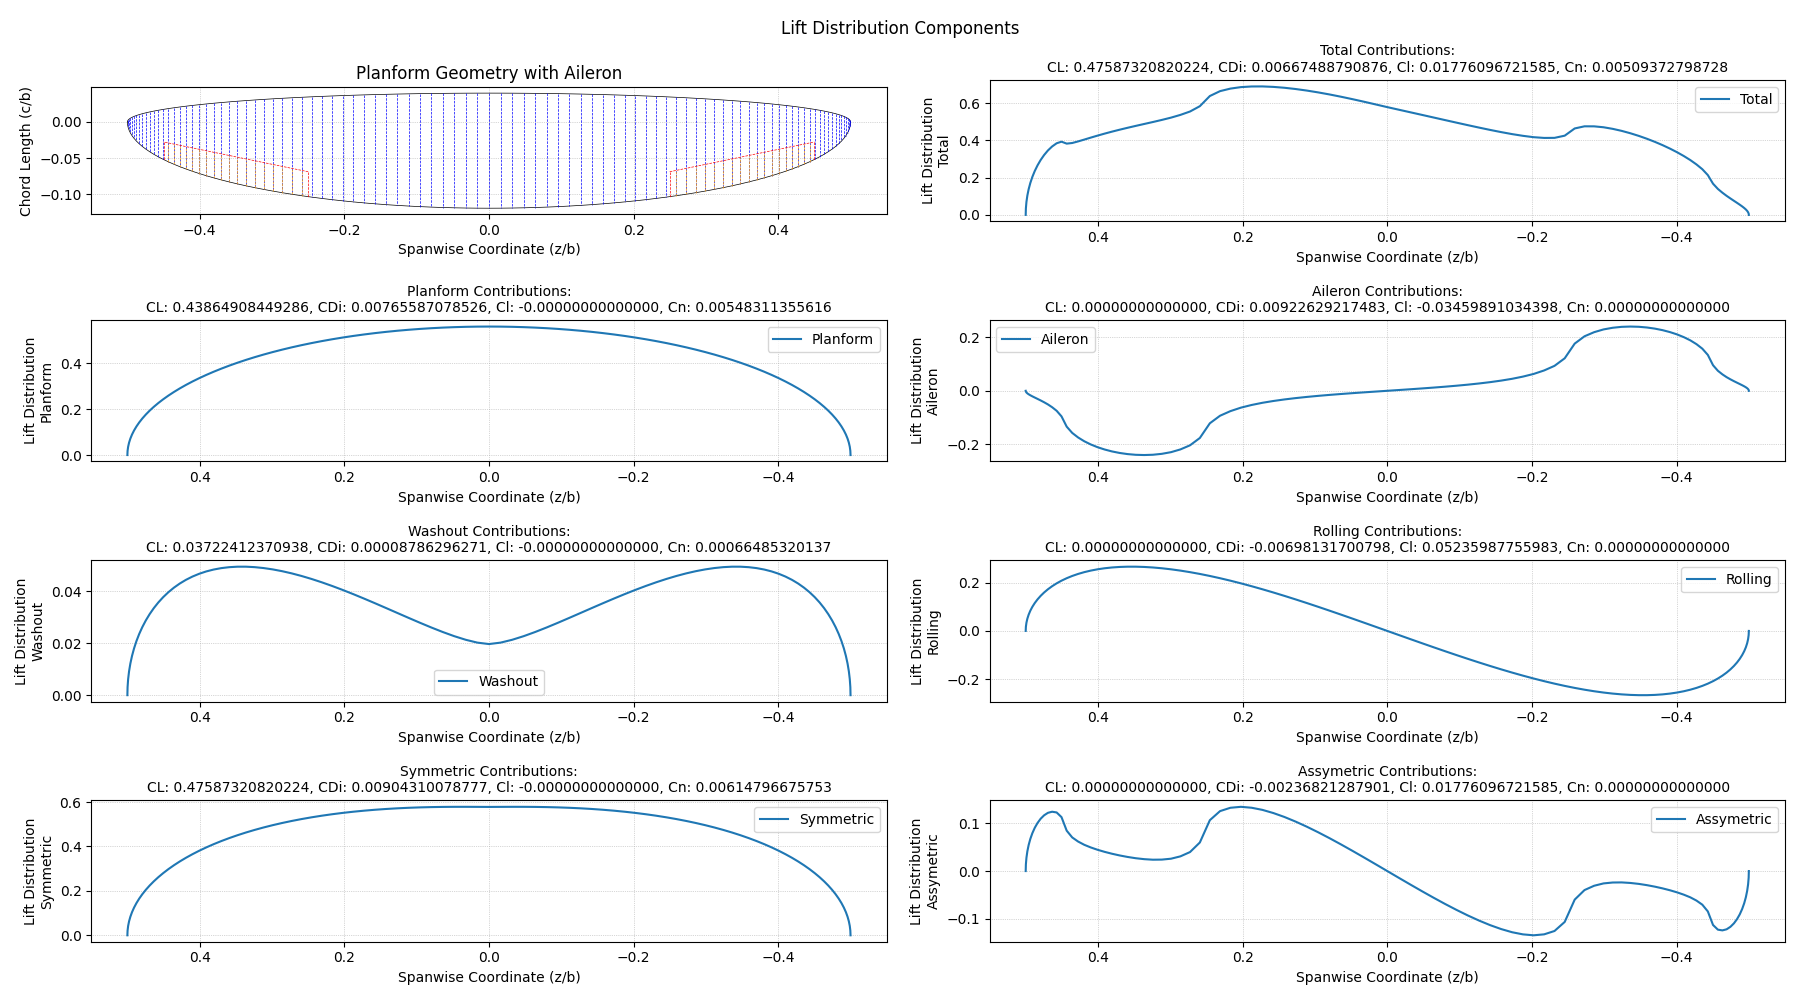 Lift Distribution Components
Planform Geometry with Aileron
Chord Length (c/b)
0.00
−0.05
−0.10
−0.4
−0.2
0.0
0.2
0.4
Spanwise Coordinate (z/b)
Total Contributions:
CL: 0.47587320820224, CDi: 0.00667488790876, Cl: 0.01776096721585, Cn: 0.00509372798728
Lift Distribution
Total
0.6
0.4
0.2
0.0
Total
0.4
0.2
0.0
−0.2
−0.4
Spanwise Coordinate (z/b)
Planform Contributions:
CL: 0.43864908449286, CDi: 0.00765587078526, Cl: -0.00000000000000, Cn: 0.00548311355616
Lift Distribution
Planform
0.4
0.2
0.0
Planform
0.4
0.2
0.0
−0.2
−0.4
Spanwise Coordinate (z/b)
Aileron Contributions:
CL: 0.00000000000000, CDi: 0.00922629217483, Cl: -0.03459891034398, Cn: 0.00000000000000
Lift Distribution
Aileron
0.2
0.0
−0.2
Aileron
0.4
0.2
0.0
−0.2
−0.4
Spanwise Coordinate (z/b)
Washout Contributions:
CL: 0.03722412370938, CDi: 0.00008786296271, Cl: -0.00000000000000, Cn: 0.00066485320137
Lift Distribution
Washout
0.04
0.02
0.00
Washout
0.4
0.2
0.0
−0.2
−0.4
Spanwise Coordinate (z/b)
Rolling Contributions:
CL: 0.00000000000000, CDi: -0.00698131700798, Cl: 0.05235987755983, Cn: 0.00000000000000
Lift Distribution
Rolling
0.2
0.0
−0.2
Rolling
0.4
0.2
0.0
−0.2
−0.4
Spanwise Coordinate (z/b)
Symmetric Contributions:
CL: 0.47587320820224, CDi: 0.00904310078777, Cl: -0.00000000000000, Cn: 0.00614796675753
Lift Distribution
Symmetric
0.6
0.4
0.2
0.0
Symmetric
0.4
0.2
0.0
−0.2
−0.4
Spanwise Coordinate (z/b)
Assymetric Contributions:
CL: 0.00000000000000, CDi: -0.00236821287901, Cl: 0.01776096721585, Cn: 0.00000000000000
Lift Distribution
Assymetric
0.1
0.0
−0.1
Assymetric
0.4
0.2
0.0
−0.2
−0.4
Spanwise Coordinate (z/b)